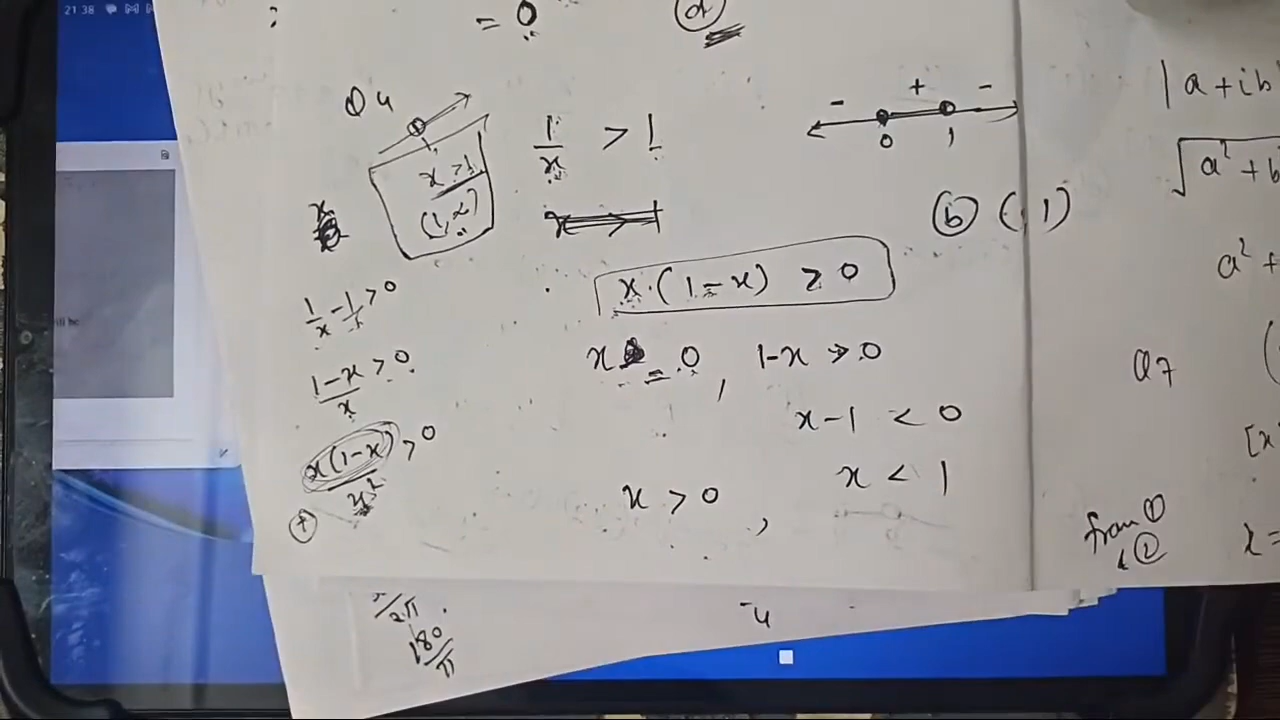 21 38
= 0
Q4
1/x > 1
x > 1
(1, ∝)
- + -
0 1
(b) (, 1)
x·(1-x) > 0
1/x - 1/1 > 0
x = 0, 1-x > 0
(1-x)/x > 0
x-1 < 0
x(1-x)/x² > 0
x < 1
x > 0,
(+)
|a+ib
√a²+b
a² +
Q7
[x
from ①
②
x =
2π
180/π
-4